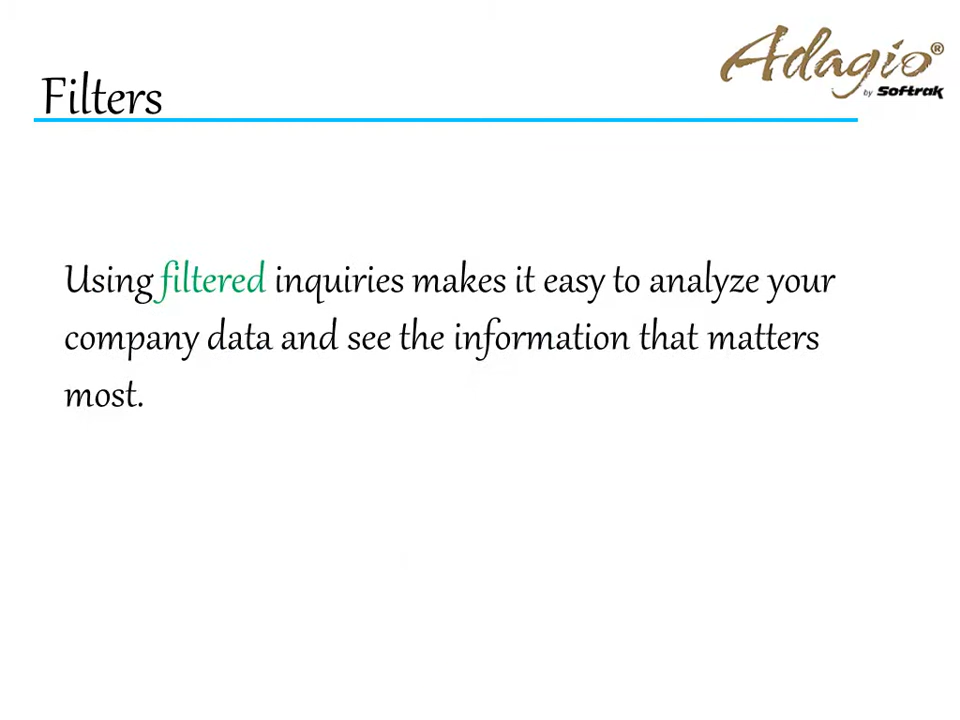 Adagio®
by Softrak
Filters
Using filtered inquiries makes it easy to analyze your
company data and see the information that matters
most.